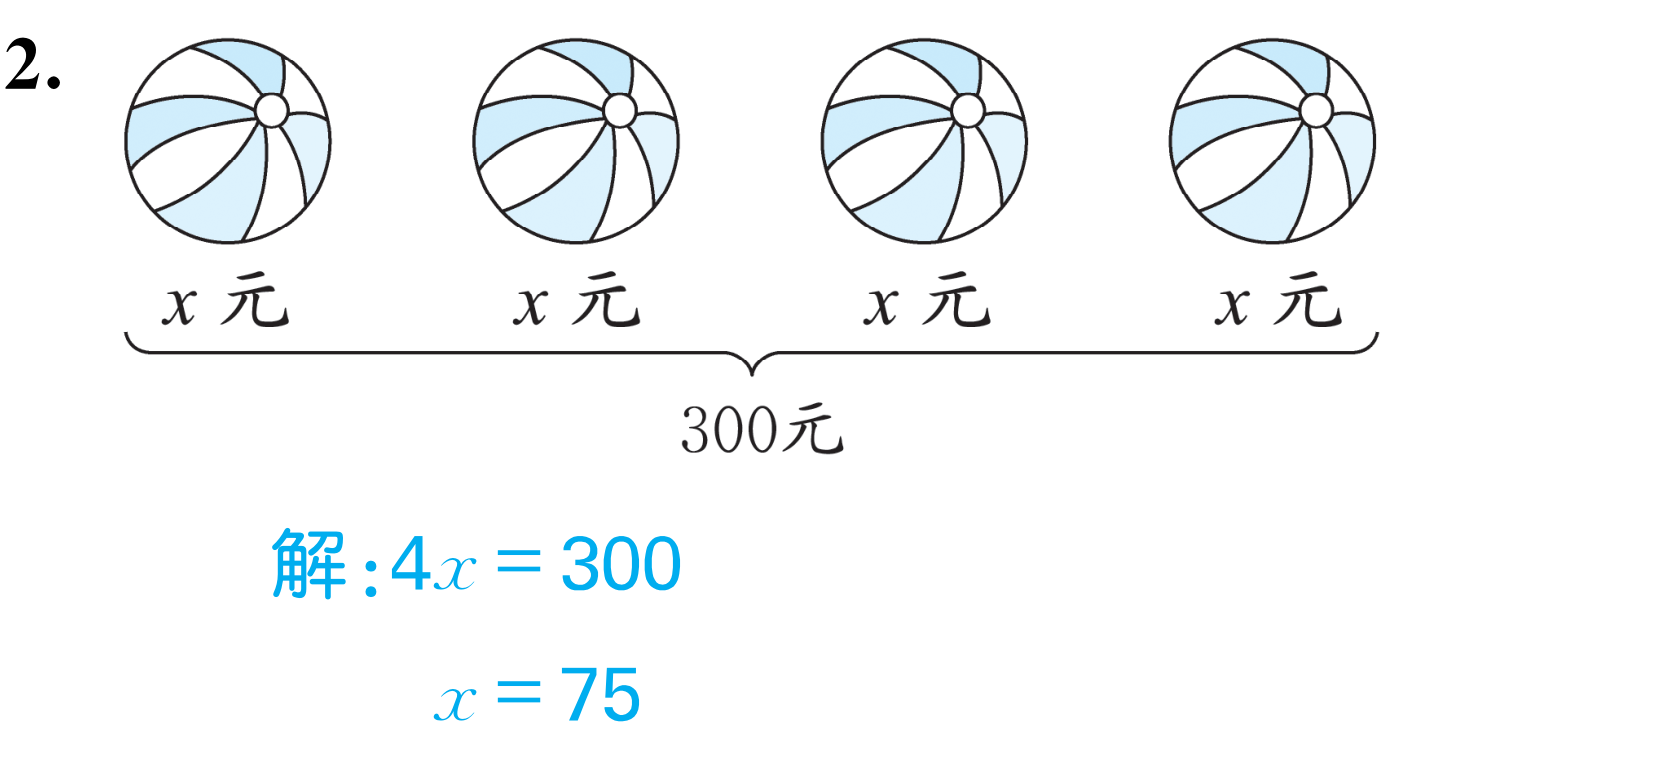 2.
x 元 x 元 x 元 x 元
300元
解:4x = 300
x = 75